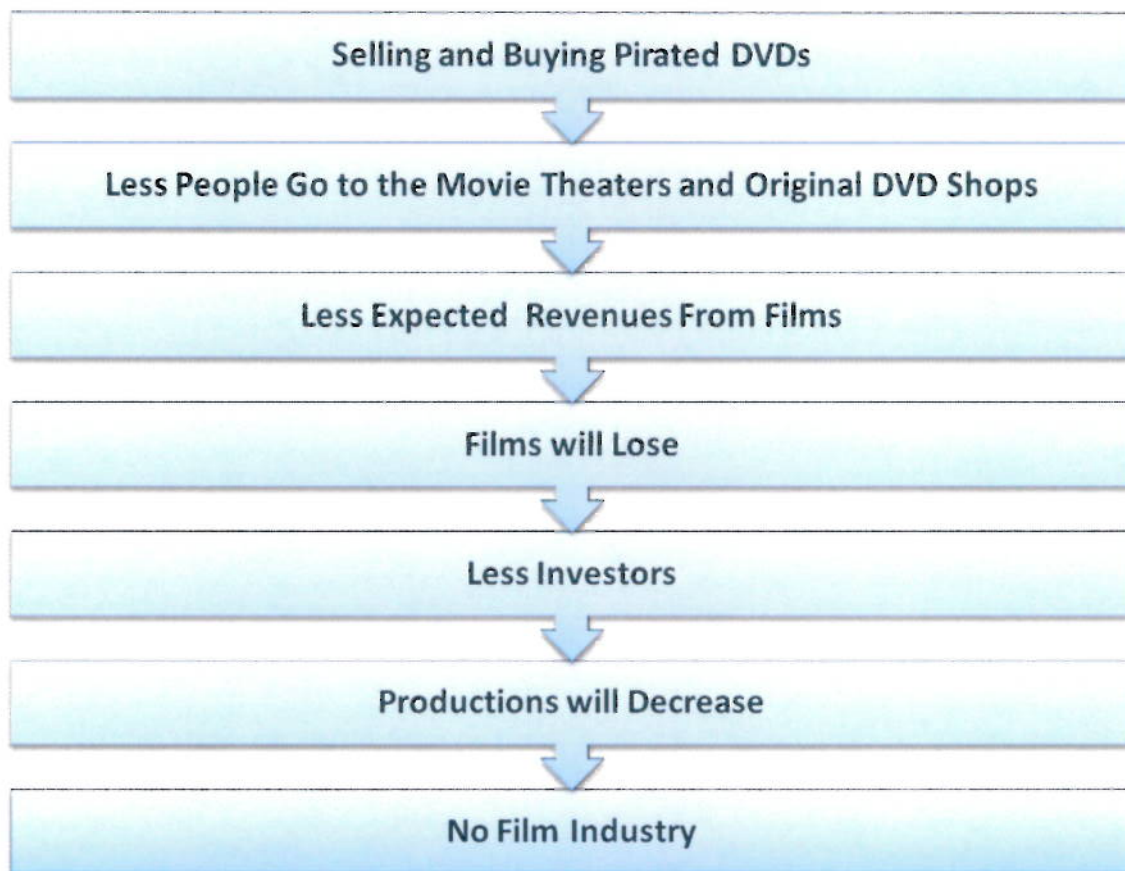 Selling and Buying Pirated DVDs
Less People Go to the Movie Theaters and Original DVD Shops
Less Expected Revenues From Films
Films will Lose
Less Investors
Productions will Decrease
No Film Industry